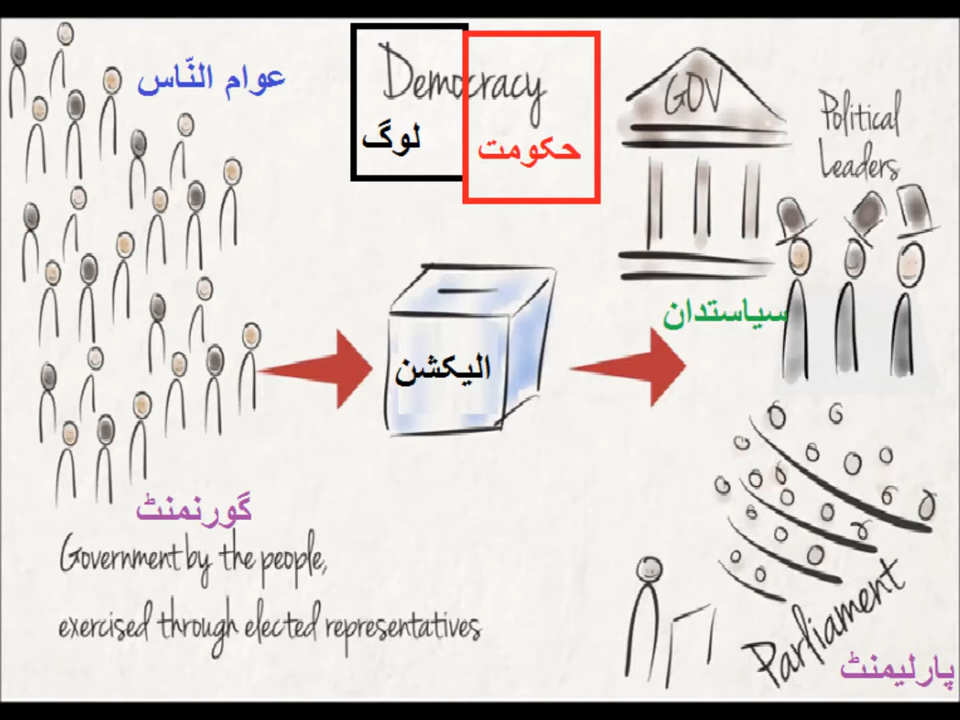 عوام النّاس
Democracy
لوگ
حکومت
GOV
Political
Leaders
سیاستدان
الیکشن
گورنمنٹ
Government by the people,
exercised through elected representatives
Parliament
پارلیمنٹ